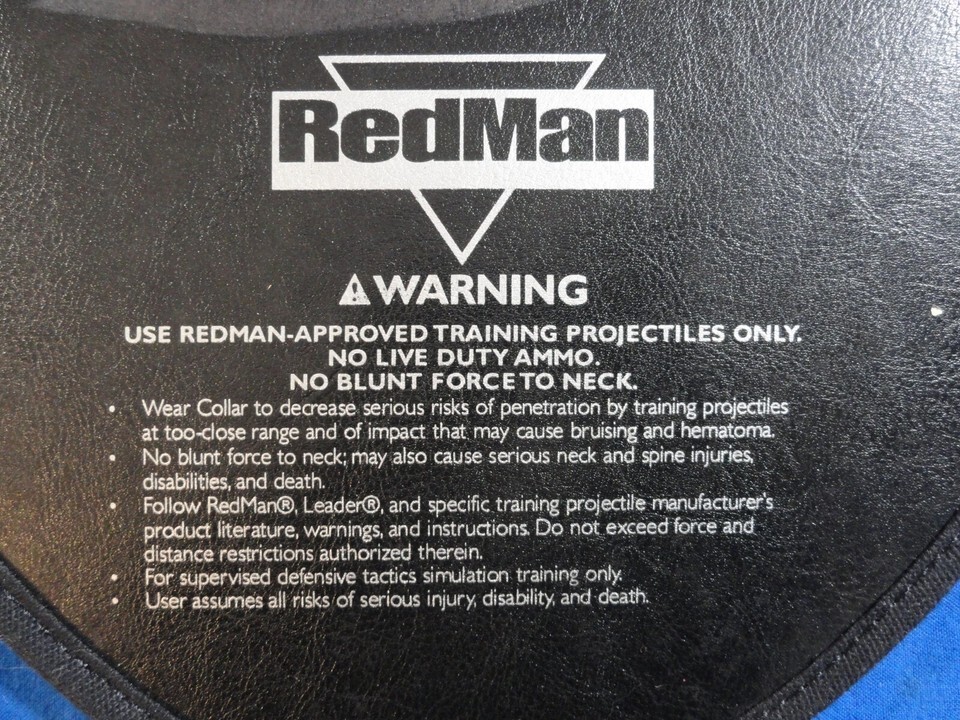 RedMan
WARNING
USE REDMAN-APPROVED TRAINING PROJECTILES ONLY.
NO LIVE DUTY AMMO.
NO BLUNT FORCE TO NECK.
• Wear Collar to decrease serious risks of penetration by training projectiles
at too-close range and of impact that may cause bruising and hematoma.
• No blunt force to neck; may also cause serious neck and spine injuries,
disabilities, and death.
• Follow RedMan®, Leader®, and specific training projectile manufacturer's
product literature, warnings, and instructions. Do not exceed force and
distance restrictions authorized therein.
• For supervised defensive tactics simulation training only.
• User assumes all risks of serious injury, disability, and death.